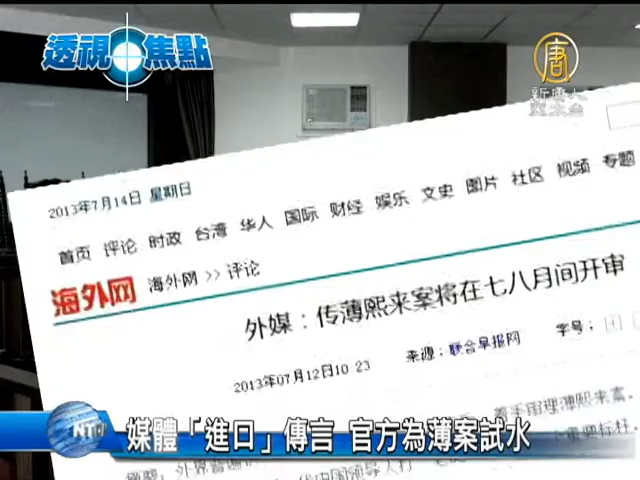 透視 焦點
唐
新唐人
亞太台
2013年7月14日 星期日
首页 评论 时政 台湾 华人 国际 财经 娱乐 文史 图片 社区 视频 专题
海外网 海外网 >> 评论
外媒：传薄熙来案将在七八月间开审
2013年07月12日10 23 来源：联合早报网 字号：
NTD
媒體「進口」傳言 官方為薄案試水